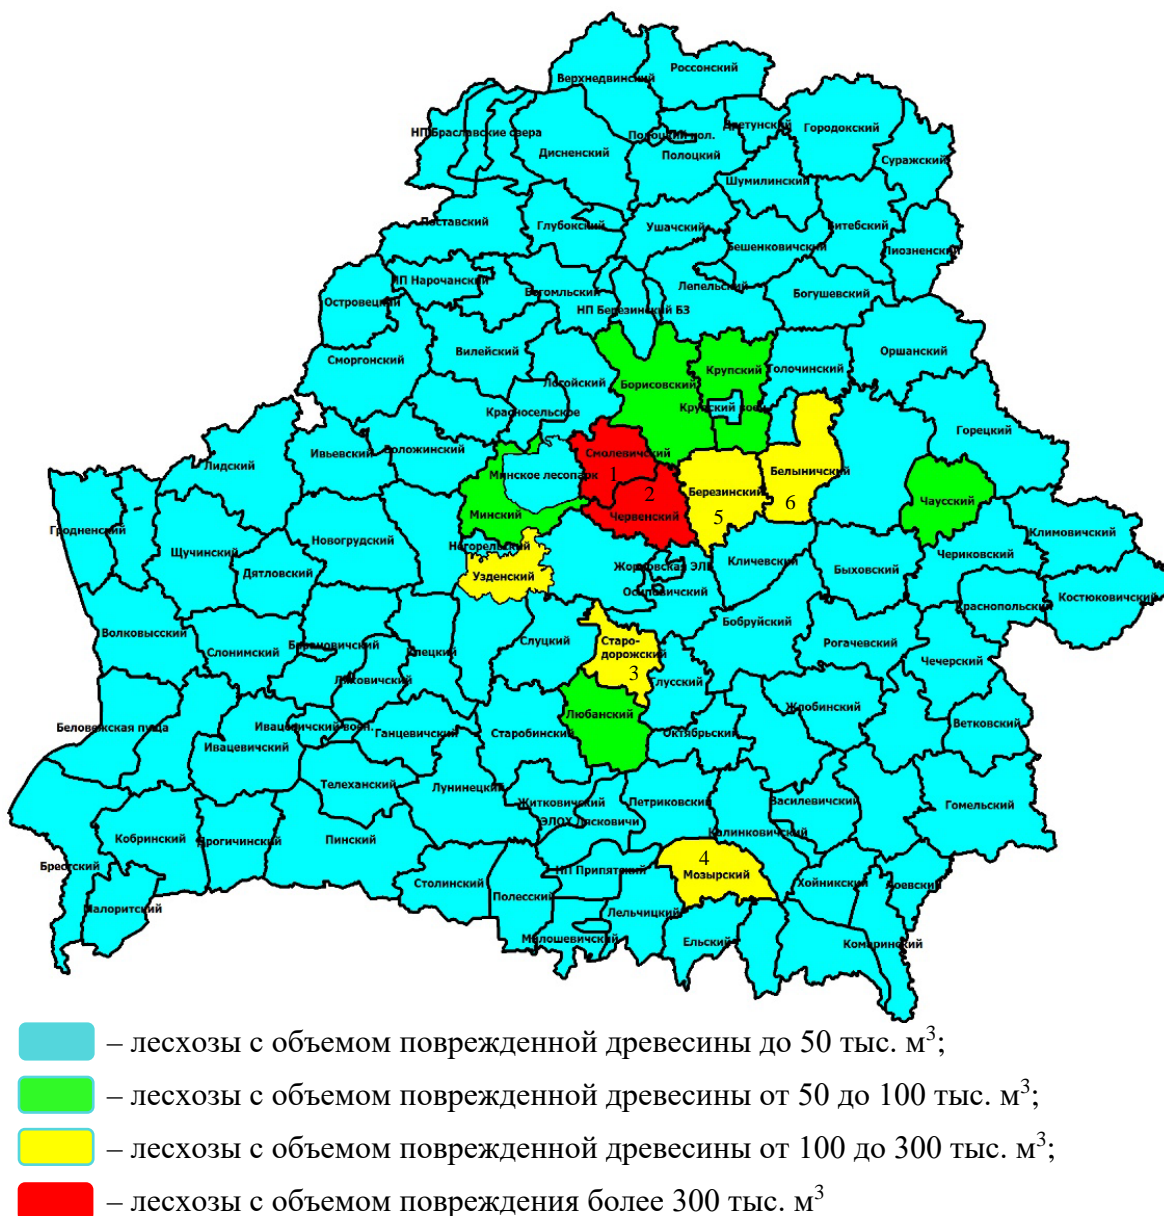 Верхнедвинский
Россонский
НП Браславские озера
Дисненский
Полоцкий
Дретунский
Городокский
Суражский
Шумилинский
Поставский
Глубокский
Ушачский
Бешенковичский
Витебский
Лиозненский
НП Нарочанский
Островецкий
Бегомльский
Лепельский
Богушевский
НП Березинский БЗ
Сморгонский
Вилейский
Логойский
Борисовский
Крупский
Толочинский
Оршанский
Красносельское
Крупский воен.
Горецкий
Лидский
Ивьевский
Воложинский
Смолевичский
Минское лесопарк
1
2
Березинский
5
Белыничский
6
Чаусский
Гродненский
Щучинский
Новогрудский
Минский
Червенский
Негорельский
Климовичский
Чериковский
Дятловский
Узденский
Жорновская ЭЛБ
Кличевский
Быховский
Осиповичский
Краснопольский
Костюковичский
Волковысский
Слонимский
Барановичский
Клецкий
Слуцкий
Старо-
дорожский
3
Бобруйский
Рогачевский
Чечерский
Ляховичский
Глусский
Беловежская пуща
Ивацевичский воен.
Ивацевичский
Ганцевичский
Старобинский
Любанский
Октябрьский
Жлобинский
Ветковский
Телеханский
Лунинецкий
Житковичский
Петриковский
Василевичский
Гомельский
ЭЛОХ Лясковичи
Калинковичский
Кобринский
Дрогичинский
Пинский
Брестский
Малоритский
Столинский
Полесский
НП Припятский
4
Мозырский
Хойникский
Лоевский
Лельчицкий
Милошевичский
Ельский
Комаринский
– лесхозы с объемом поврежденной древесины до 50 тыс. м³;
– лесхозы с объемом поврежденной древесины от 50 до 100 тыс. м³;
– лесхозы с объемом поврежденной древесины от 100 до 300 тыс. м³;
– лесхозы с объемом повреждения более 300 тыс. м³